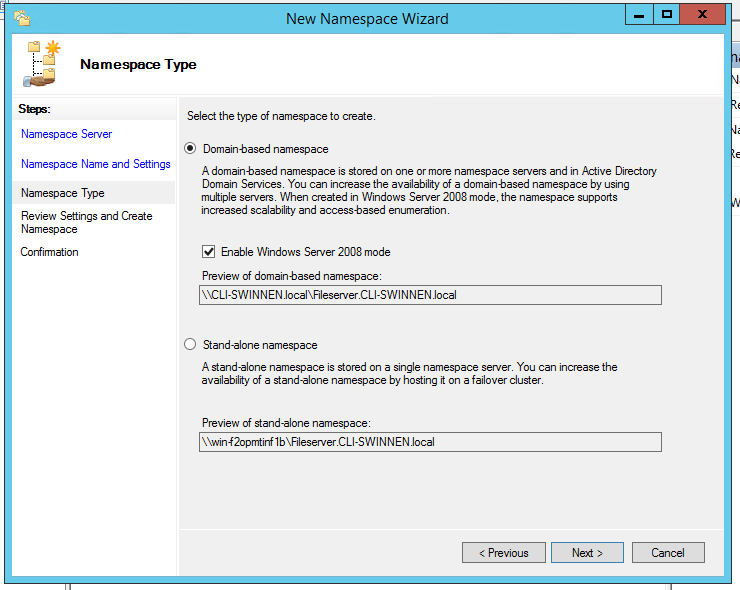 New Namespace Wizard
Namespace Type
Steps:
Namespace Server
Namespace Name and Settings
Namespace Type
Review Settings and Create
Namespace
Confirmation
Select the type of namespace to create.
Domain-based namespace
A domain-based namespace is stored on one or more namespace servers and in Active Directory
Domain Services. You can increase the availability of a domain-based namespace by using
multiple servers. When created in Windows Server 2008 mode, the namespace supports
increased scalability and access-based enumeration.
Enable Windows Server 2008 mode
Preview of domain-based namespace:
\\CLI-SWINNEN.local\Fileserver.CLI-SWINNEN.local
Stand-alone namespace
A stand-alone namespace is stored on a single namespace server. You can increase the
availability of a stand-alone namespace by hosting it on a failover cluster.
Preview of stand-alone namespace:
\\win-f2opmtinf1b\Fileserver.CLI-SWINNEN.local
< Previous
Next >
Cancel